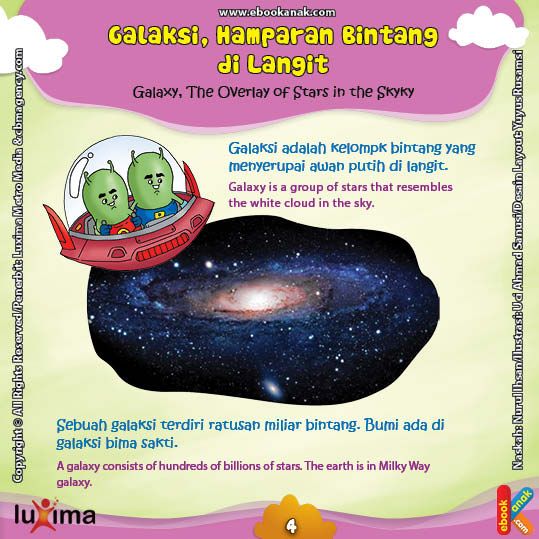 www.ebookanak.com
Galaksi, Hamparan Bintang
di Langit
Galaxy, The Overlay of Stars in the Skyky
Galaksi adalah kelompk bintang yang
menyerupai awan putih di langit.
Galaxy is a group of stars that resembles
the white cloud in the sky.
Sebuah galaksi terdiri ratusan miliar bintang. Bumi ada di
galaksi bima sakti.
A galaxy consists of hundreds of billions of stars. The earth is in Milky Way
galaxy.
Copyright © All Rights Reserved/Penerbit: Luxima Metro Media & cbmagency.com
Naskah: Nurul Ihsan/Ilustrasi: Uci Ahmad Sanusi/Desain Layout: Yuyus Rusamsi
luxima
4
ebook
anak
.com